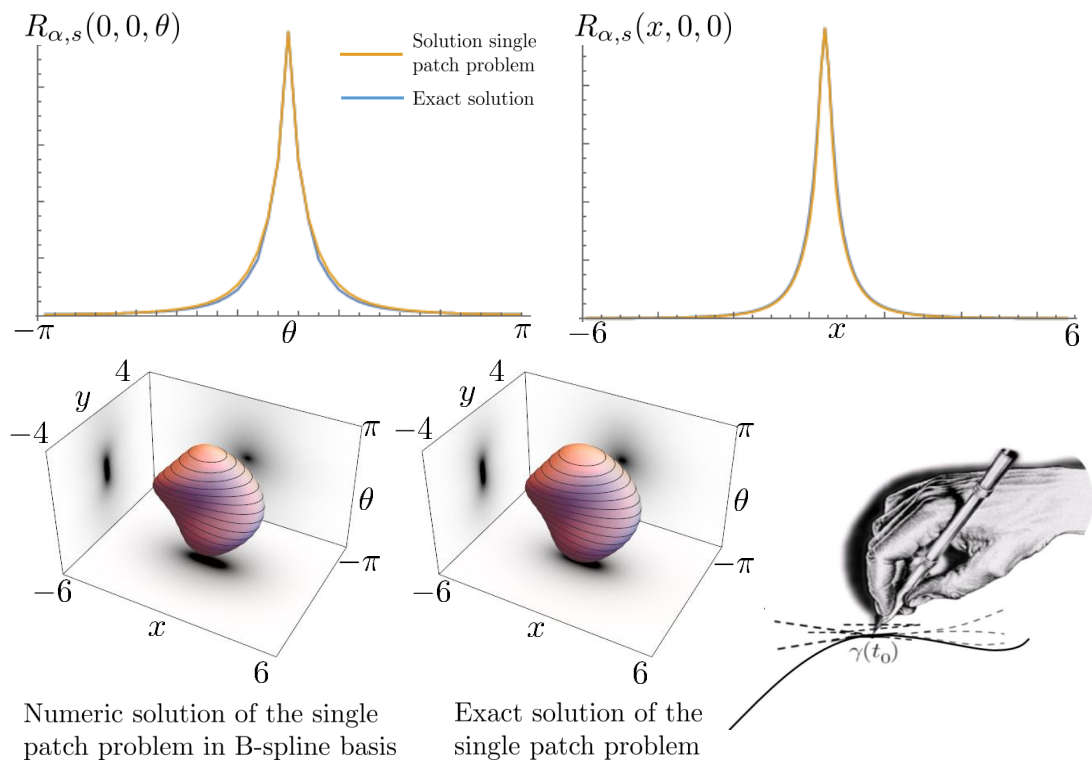 R_{α,s}(0, 0, θ)
Solution single
patch problem
Exact solution
−π
θ
π
R_{α,s}(x, 0, 0)
−6
x
6
4
y
−4
π
θ
−π
−6
x
6
4
y
−4
π
θ
−π
−6
x
6
γ(t₀)
Numeric solution of the single
patch problem in B-spline basis
Exact solution of the
single patch problem